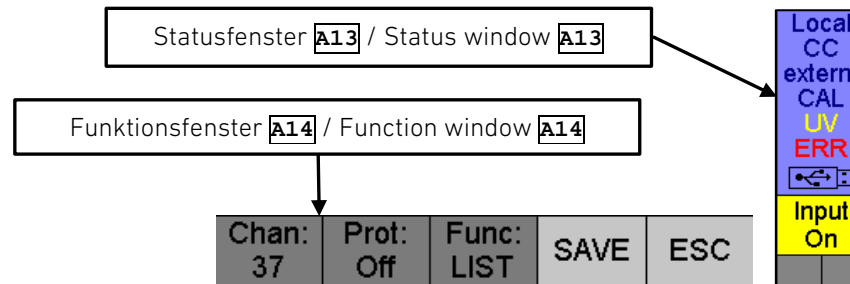 Statusfenster A13 / Status window A13
Funktionsfenster A14 / Function window A14
Local
CC
extern
CAL
UV
ERR
Input
On
Chan:
37
Prot:
Off
Func:
LIST
SAVE
ESC